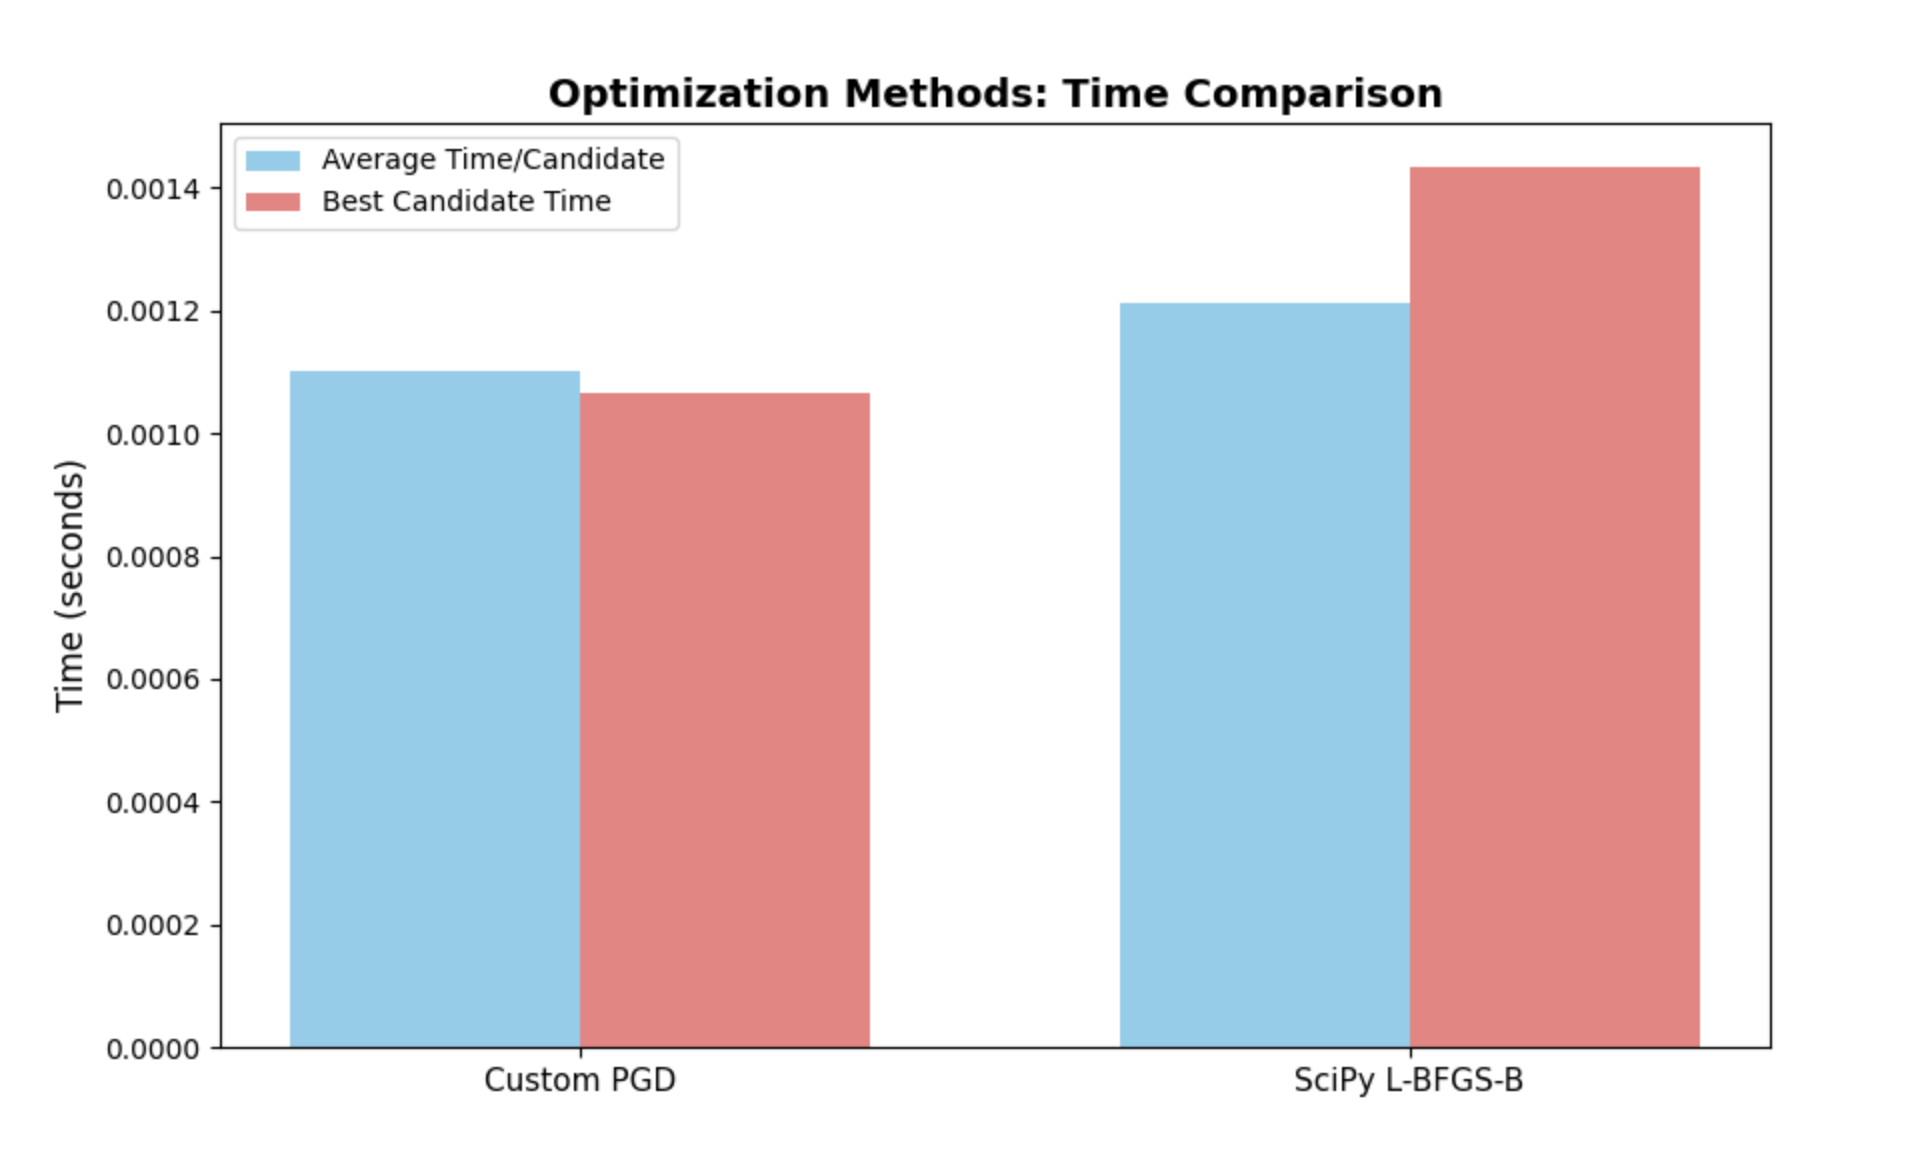 Optimization Methods: Time Comparison
Average Time/Candidate
Best Candidate Time
0.0014
0.0012
0.0010
0.0008
0.0006
0.0004
0.0002
0.0000
Time (seconds)
Custom PGD
SciPy L-BFGS-B